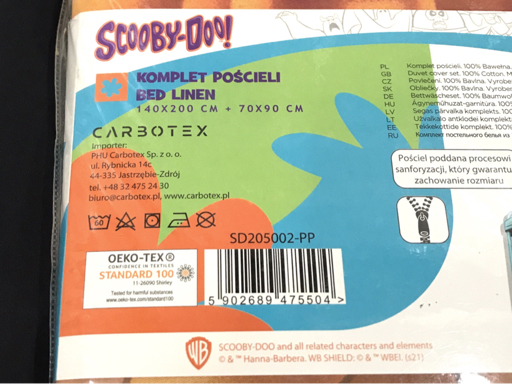 SCOOBY-DOO!
KOMPLET POŚCIELI
BED LINEN
140X200 CM + 70X90 CM
CARBOTEX
Importer:
PHU Carbotex Sp. z o. o.
ul. Rybnicka 14c
44-335 Jastrzębie-Zdrój
tel. +48 32 475 24 30
biuro@carbotex.pl, www.carbotex.pl
60
PL Komplet pościeli. 100% Bawełna.
GB Duvet cover set. 100% Cotton. M
CZ Povlečení. 100% Bavlna. Vyrobe
SK Obliečky. 100% Bavlna. Vyroben
DE Bettwäscheset. 100% Baumwo
HU Ágyneműhuzat-garnitúra. 100%
LV Segas pārvalka komplekts. 100
LT Užvalkalo antklodei komplekt
EE Tekikottide komplekt. 100%
RU Комплект постельного белья из
Pościel poddana procesowi
sanforyzacji, który gwarantu
zachowanie rozmiaru
SD205002-PP
OEKO-TEX®
CONFIDENCE IN TEXTILES
STANDARD 100
11-26090 Shirley
Tested for harmful substances
www.oeko-tex.com/standard100
5 902689 475504 >
WB
SCOOBY-DOO and all related characters and elements
© & ™ Hanna-Barbera. WB SHIELD: © & ™ WBEI. (s21)